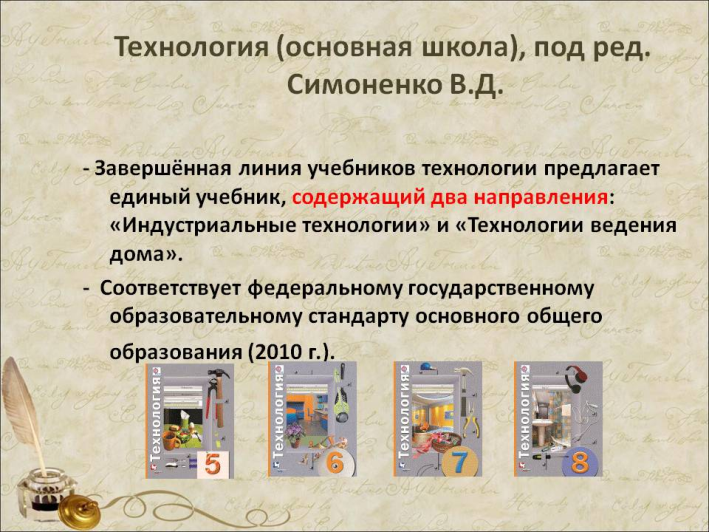 Технология (основная школа), под ред.
Симоненко В.Д.
- Завершённая линия учебников технологии предлагает
единый учебник, содержащий два направления:
«Индустриальные технологии» и «Технологии ведения
дома».
- Соответствует федеральному государственному
образовательному стандарту основного общего
образования (2010 г.).
Технология
5
Технология
6
Технология
7
Технология
8